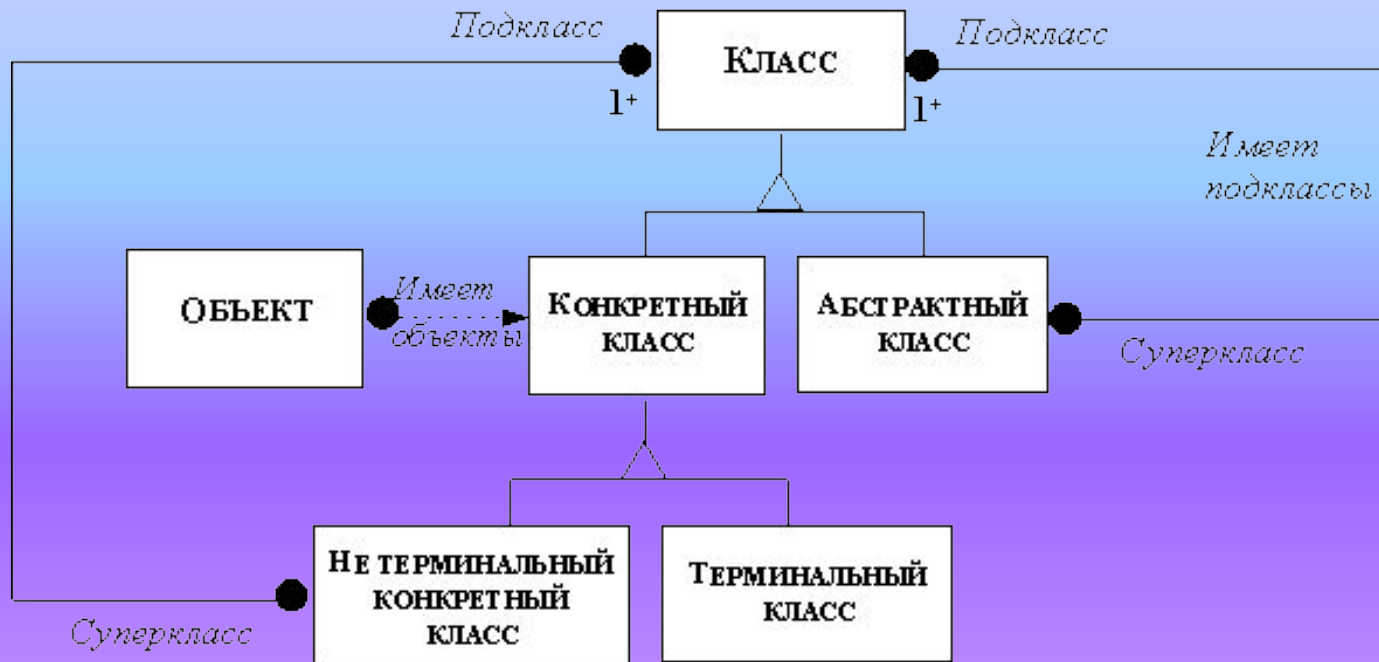 Подкласс
КЛАСС
Подкласс
1+
1+
Имеет
подклассы
ОБЪЕКТ
Имеет
объекты
КОНКРЕТНЫЙ
КЛАСС
АБСТРАКТНЫЙ
КЛАСС
Суперкласс
НЕ ТЕРМИНАЛЬНЫЙ
КОНКРЕТНЫЙ
КЛАСС
ТЕРМИНАЛЬНЫЙ
КЛАСС
Суперкласс